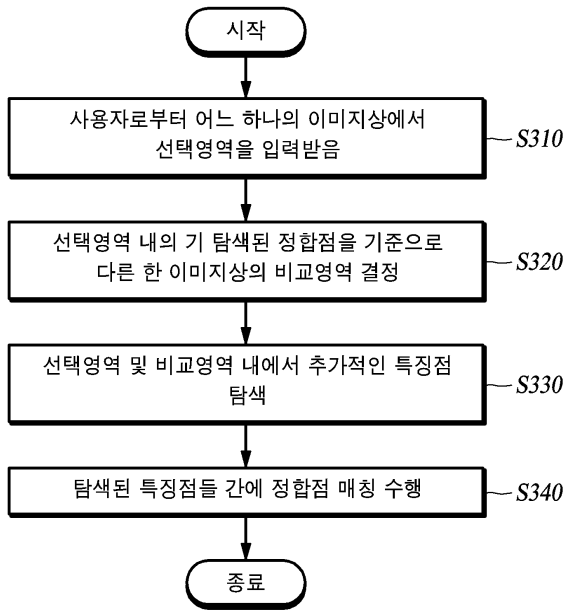 시작
사용자로부터 어느 하나의 이미지상에서
선택영역을 입력받음
S310
선택영역 내의 기 탐색된 정합점을 기준으로
다른 한 이미지상의 비교영역 결정
S320
선택영역 및 비교영역 내에서 추가적인 특징점
탐색
S330
탐색된 특징점들 간에 정합점 매칭 수행
S340
종료